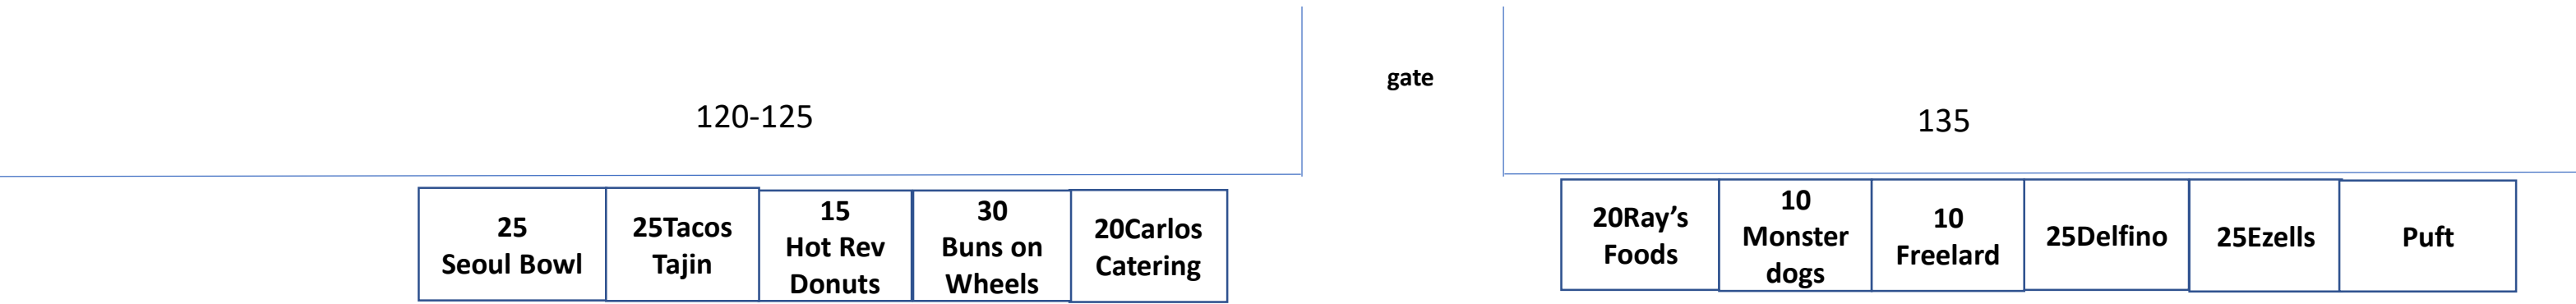 gate
120-125
135
25
Seoul Bowl
25Tacos
Tajin
15
Hot Rev
Donuts
30
Buns on
Wheels
20Carlos
Catering
20Ray’s
Foods
10
Monster
dogs
10
Freelard
25Delfino
25Ezells
Puft